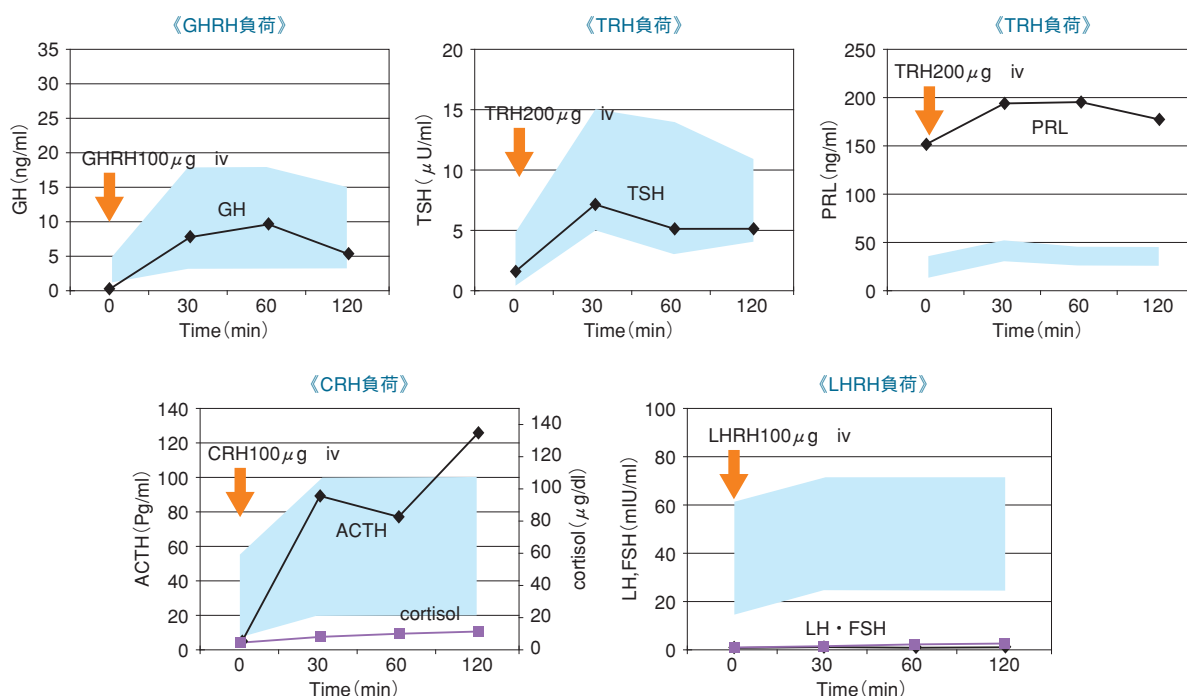 《GHRH負荷》
GH(ng/ml)
35
30
25
20
15
10
5
0
GHRH100μg iv
GH
0 30 60 120
Time(min)
《TRH負荷》
TSH(μU/ml)
20
15
10
5
0
TRH200μg iv
TSH
0 30 60 120
Time(min)
《TRH負荷》
PRL(ng/ml)
250
200
150
100
50
0
TRH200μg iv
PRL
0 30 60 120
Time(min)
《CRH負荷》
ACTH(Pg/ml)
140
120
100
80
60
40
20
0
CRH100μg iv
ACTH
cortisol
140
120
100
80
60
40
20
0
cortisol(μg/dl)
0 30 60 120
Time(min)
《LHRH負荷》
LH,FSH(mIU/ml)
100
80
60
40
20
0
LHRH100μg iv
LH・FSH
0 30 60 120
Time(min)